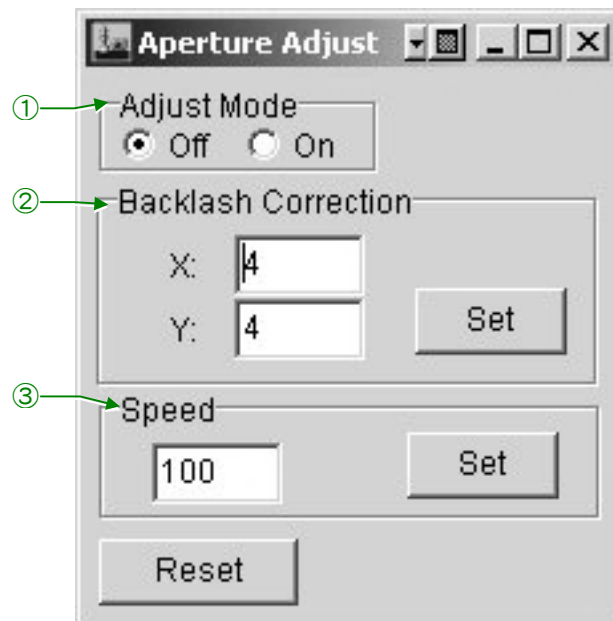 Aperture Adjust
① Adjust Mode
Off On
② Backlash Correction
X: 4
Y: 4 Set
③ Speed
100 Set
Reset